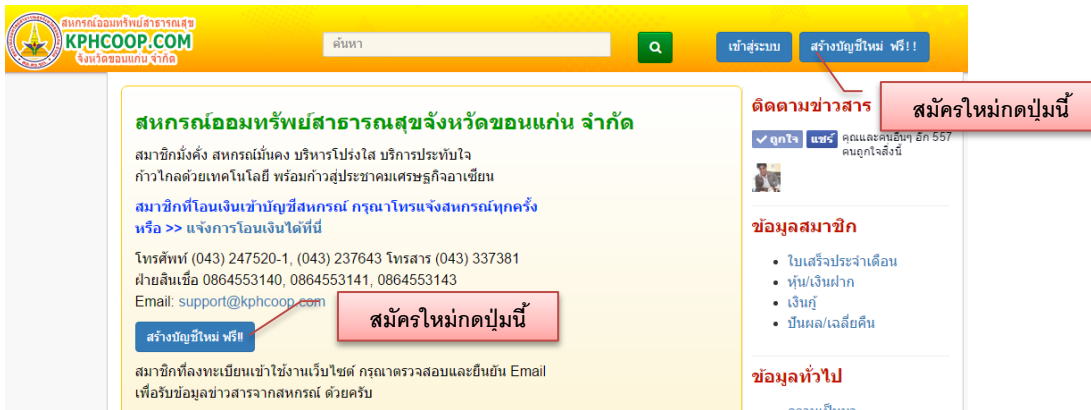 สหกรณ์ออมทรัพย์สาธารณสุข
KPHCOOP.COM
จังหวัดขอนแก่น จำกัด
ค้นหา
เข้าสู่ระบบ
สร้างบัญชีใหม่ ฟรี!!
สมัครใหม่กดปุ่มนี้
สหกรณ์ออมทรัพย์สาธารณสุขจังหวัดขอนแก่น จำกัด
สมาชิกมั่งคั่ง สหกรณ์มั่นคง บริหารโปร่งใส บริการประทับใจ
ก้าวไกลด้วยเทคโนโลยี พร้อมก้าวสู่ประชาคมเศรษฐกิจอาเซียน
สมาชิกที่โอนเงินเข้าบัญชีสหกรณ์ กรุณาโทรแจ้งสหกรณ์ทุกครั้ง
หรือ >> แจ้งการโอนเงินได้ที่นี่
โทรศัพท์ (043) 247520-1, (043) 237643 โทรสาร (043) 337381
ฝ่ายสินเชื่อ 0864553140, 0864553141, 0864553143
Email: support@kphcoop.com
สร้างบัญชีใหม่ ฟรี!!
สมัครใหม่กดปุ่มนี้
สมาชิกที่ลงทะเบียนเข้าใช้งานเว็บไซต์ กรุณาตรวจสอบและยืนยัน Email
เพื่อรับข้อมูลข่าวสารจากสหกรณ์ ด้วยครับ
ติดตามข่าวสาร
ถูกใจ
แชร์
คุณและคนอื่นๆ อีก 557
คนถูกใจสิ่งนี้
ข้อมูลสมาชิก
ใบเสร็จประจำเดือน
หุ้น/เงินฝาก
เงินกู้
ปันผล/เฉลี่ยคืน
ข้อมูลทั่วไป